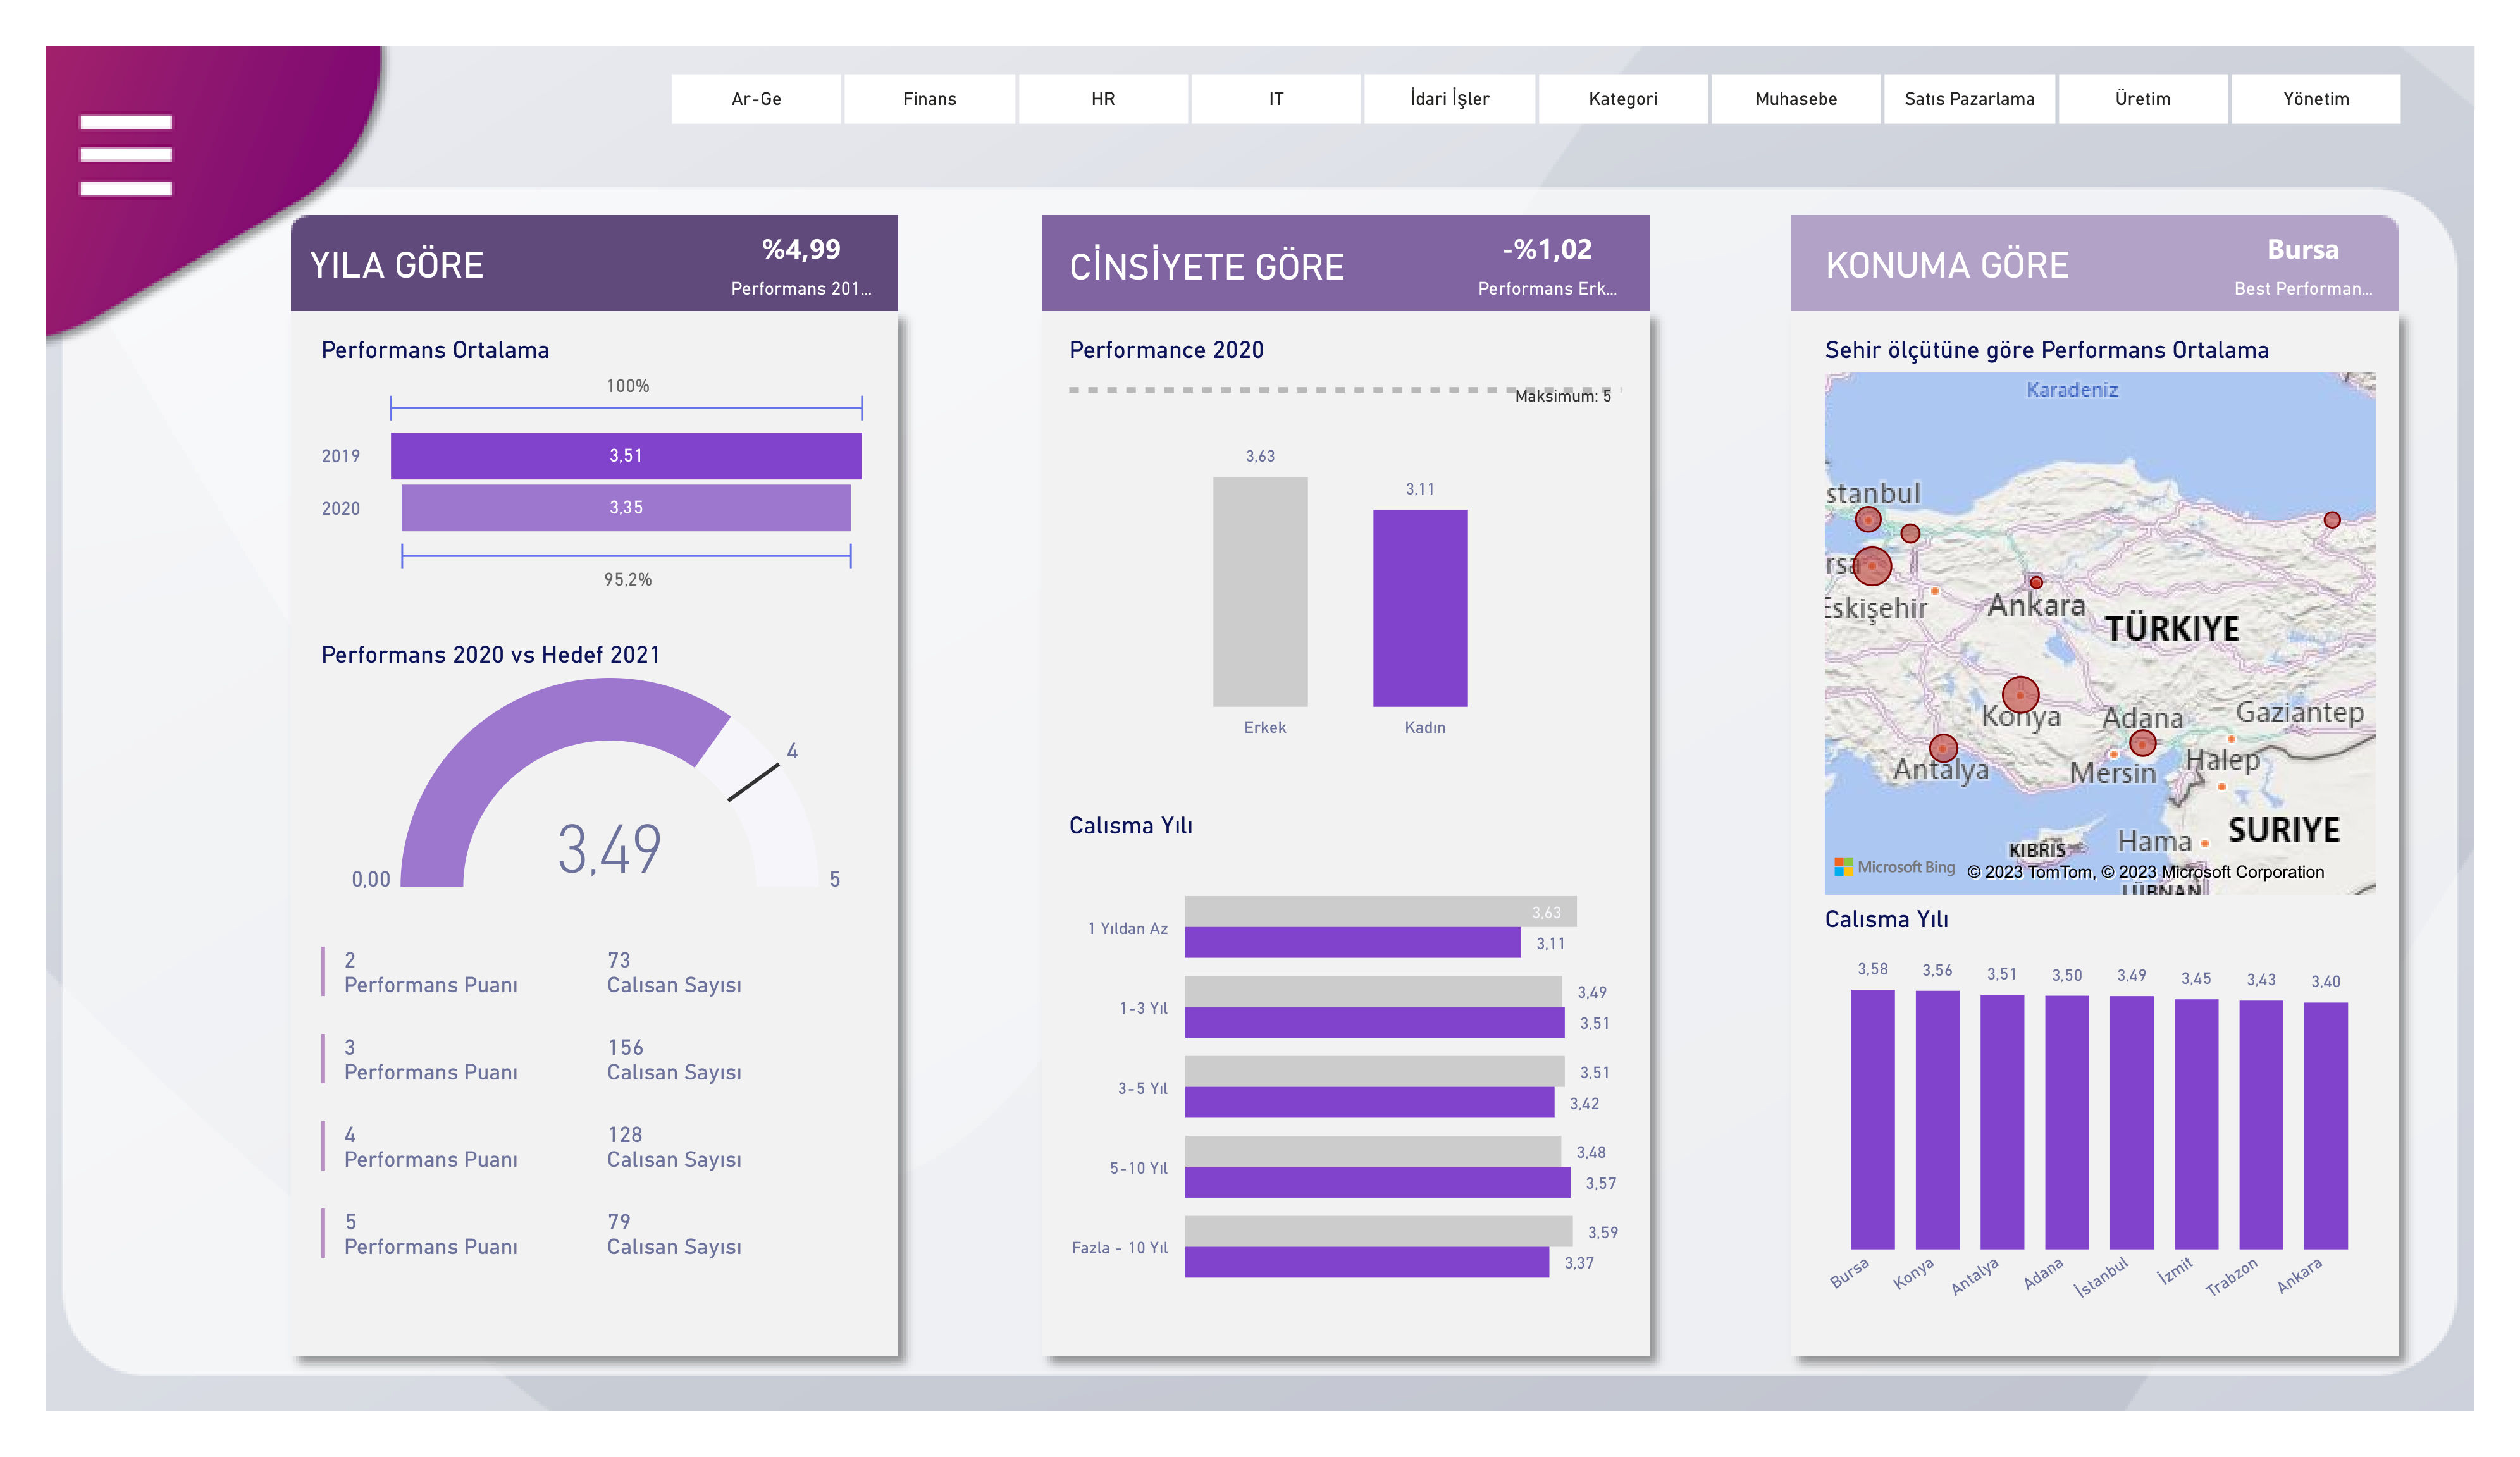 Ar-Ge
Finans
HR
IT
İdari İşler
Kategori
Muhasebe
Satıs Pazarlama
Üretim
Yönetim
YILA GÖRE
%4,99
Performans 201...
Performans Ortalama
100%
2019
3,51
2020
3,35
95,2%
Performans 2020 vs Hedef 2021
4
3,49
0,00
5
2
Performans Puanı
73
Calısan Sayısı
3
Performans Puanı
156
Calısan Sayısı
4
Performans Puanı
128
Calısan Sayısı
5
Performans Puanı
79
Calısan Sayısı
CİNSİYETE GÖRE
-%1,02
Performans Erk...
Performance 2020
Maksimum: 5
3,63
3,11
Erkek
Kadın
Calısma Yılı
1 Yıldan Az
3,63
3,11
1-3 Yıl
3,49
3,51
3-5 Yıl
3,51
3,42
5-10 Yıl
3,48
3,57
Fazla - 10 Yıl
3,59
3,37
KONUMA GÖRE
Bursa
Best Performan...
Sehir ölçütüne göre Performans Ortalama
Karadeniz
stanbul
rsa
Eskişehir
Ankara
TÜRKIYE
Konya
Adana
Gaziantep
Antalya
Mersin
Halep
KIBRIS
Hama
SURIYE
Microsoft Bing
© 2023 TomTom, © 2023 Microsoft Corporation
LÜBNAN
Calısma Yılı
3,58
3,56
3,51
3,50
3,49
3,45
3,43
3,40
Bursa
Konya
Antalya
Adana
İstanbul
İzmit
Trabzon
Ankara